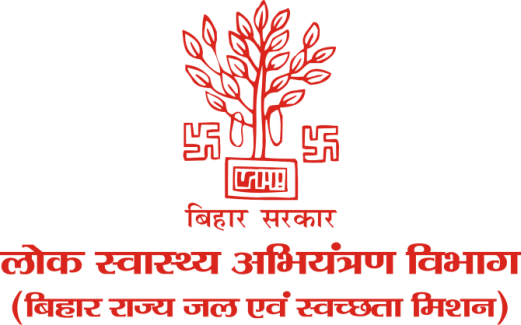 बिहार सरकार
लोक स्वास्थ्य अभियंत्रण विभाग
(बिहार राज्य जल एवं स्वच्छता मिशन)